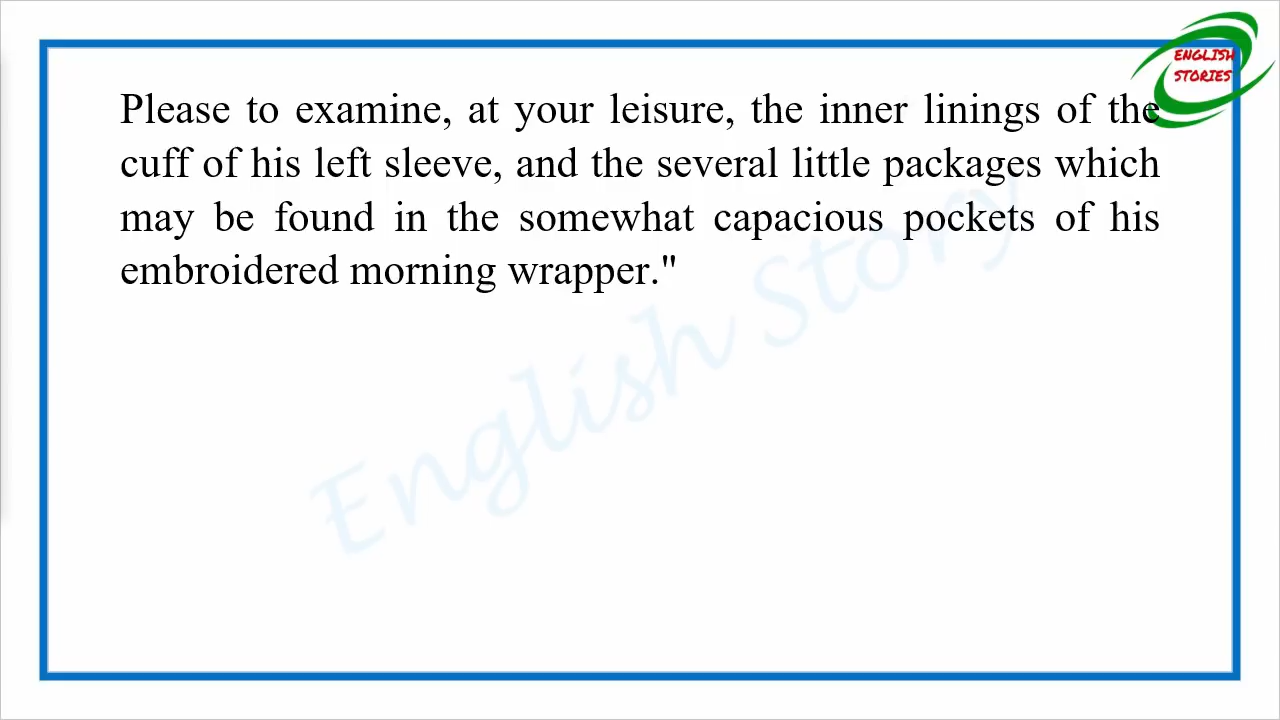 ENGLISH
STORIES
Please to examine, at your leisure, the inner linings of the
cuff of his left sleeve, and the several little packages which
may be found in the somewhat capacious pockets of his
embroidered morning wrapper."
English Story